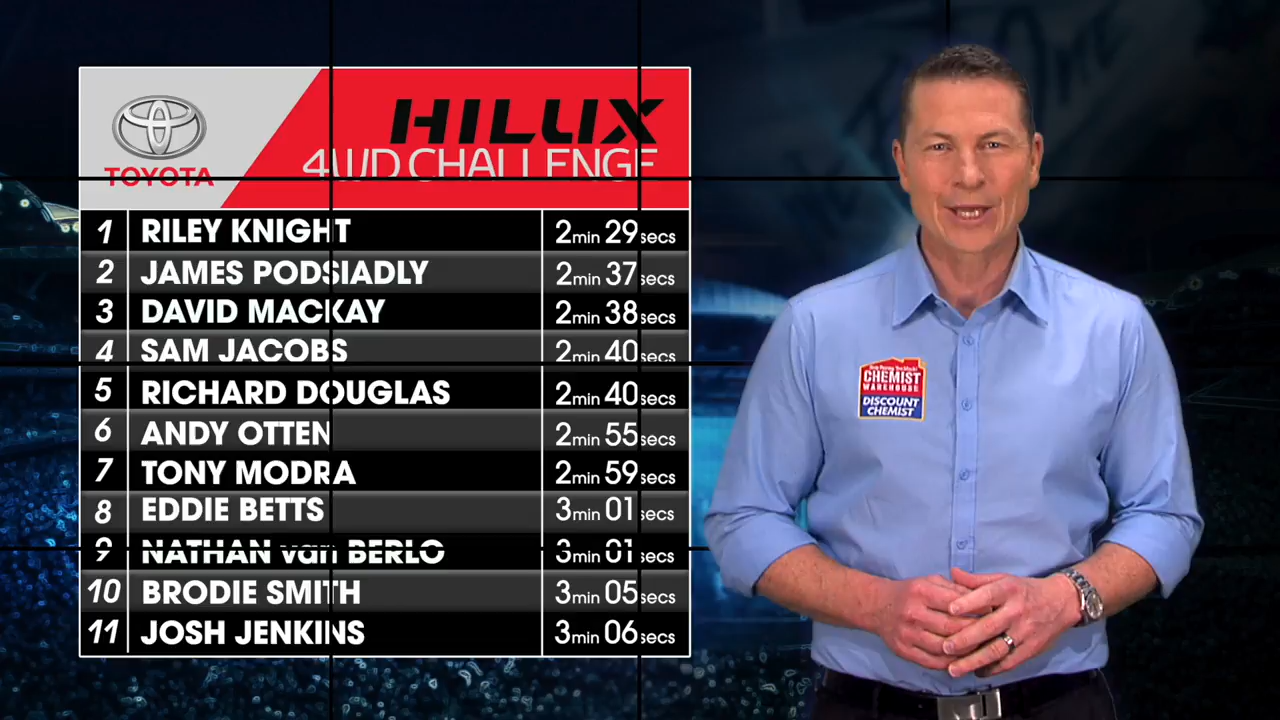 TOYOTA
HILUX
4WD CHALLENGE
1 RILEY KNIGHT 2min 29secs
2 JAMES PODSIADLY 2min 37secs
3 DAVID MACKAY 2min 38secs
4 SAM JACOBS 2min 40secs
5 RICHARD DOUGLAS 2min 40secs
6 ANDY OTTEN 2min 55secs
7 TONY MODRA 2min 59secs
8 EDDIE BETTS 3min 01secs
9 NATHAN van BERLO 3min 01secs
10 BRODIE SMITH 3min 05secs
11 JOSH JENKINS 3min 06secs
CHEMIST
WAREHOUSE
DISCOUNT
CHEMIST